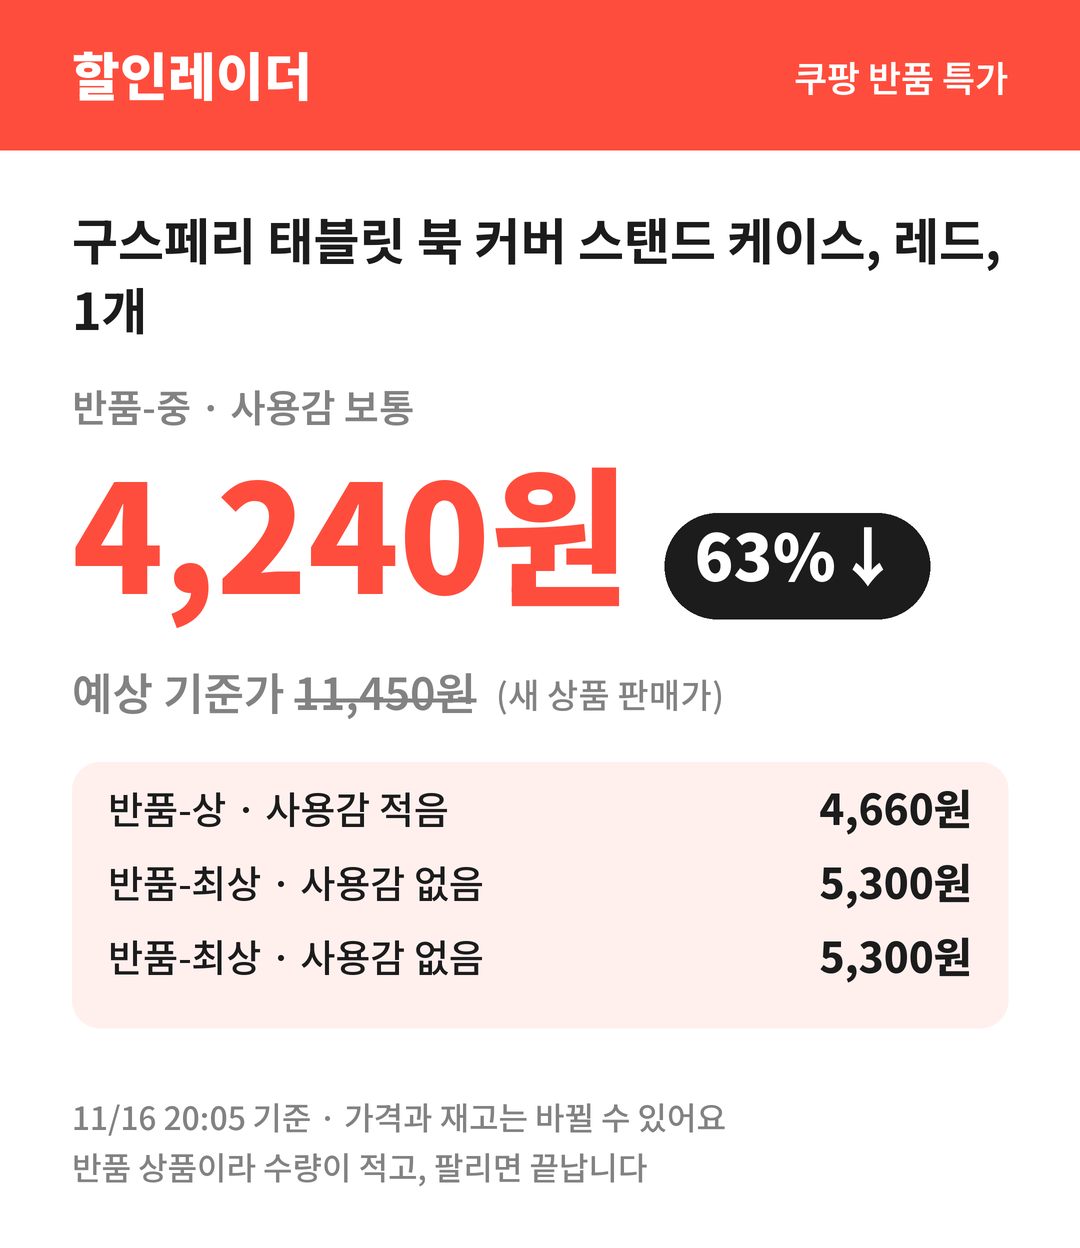 할인레이더
쿠팡 반품 특가
구스페리 태블릿 북 커버 스탠드 케이스, 레드,
1개
반품-중 · 사용감 보통
4,240원 63%↓
예상 기준가 11,450원 (새 상품 판매가)
반품-상 · 사용감 적음 4,660원
반품-최상 · 사용감 없음 5,300원
반품-최상 · 사용감 없음 5,300원
11/16 20:05 기준 · 가격과 재고는 바뀔 수 있어요
반품 상품이라 수량이 적고, 팔리면 끝납니다